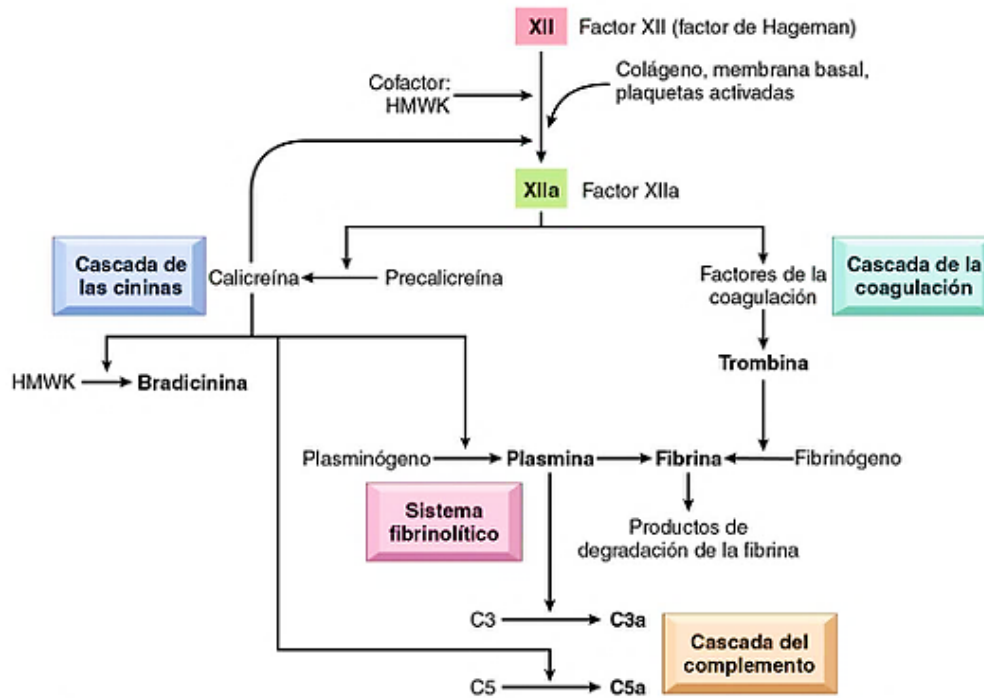 XII
Factor XII (factor de Hageman)
Cofactor:
HMWK
Colágeno, membrana basal,
plaquetas activadas
XIIa
Factor XIIa
Cascada de
las cininas
Calicreína
Precalicreína
Factores de la
coagulación
Cascada de la
coagulación
Trombina
HMWK
Bradicinina
Plasminógeno
Plasmina
Fibrina
Fibrinógeno
Sistema
fibrinolítico
Productos de
degradación de la fibrina
C3
C3a
Cascada del
complemento
C5
C5a